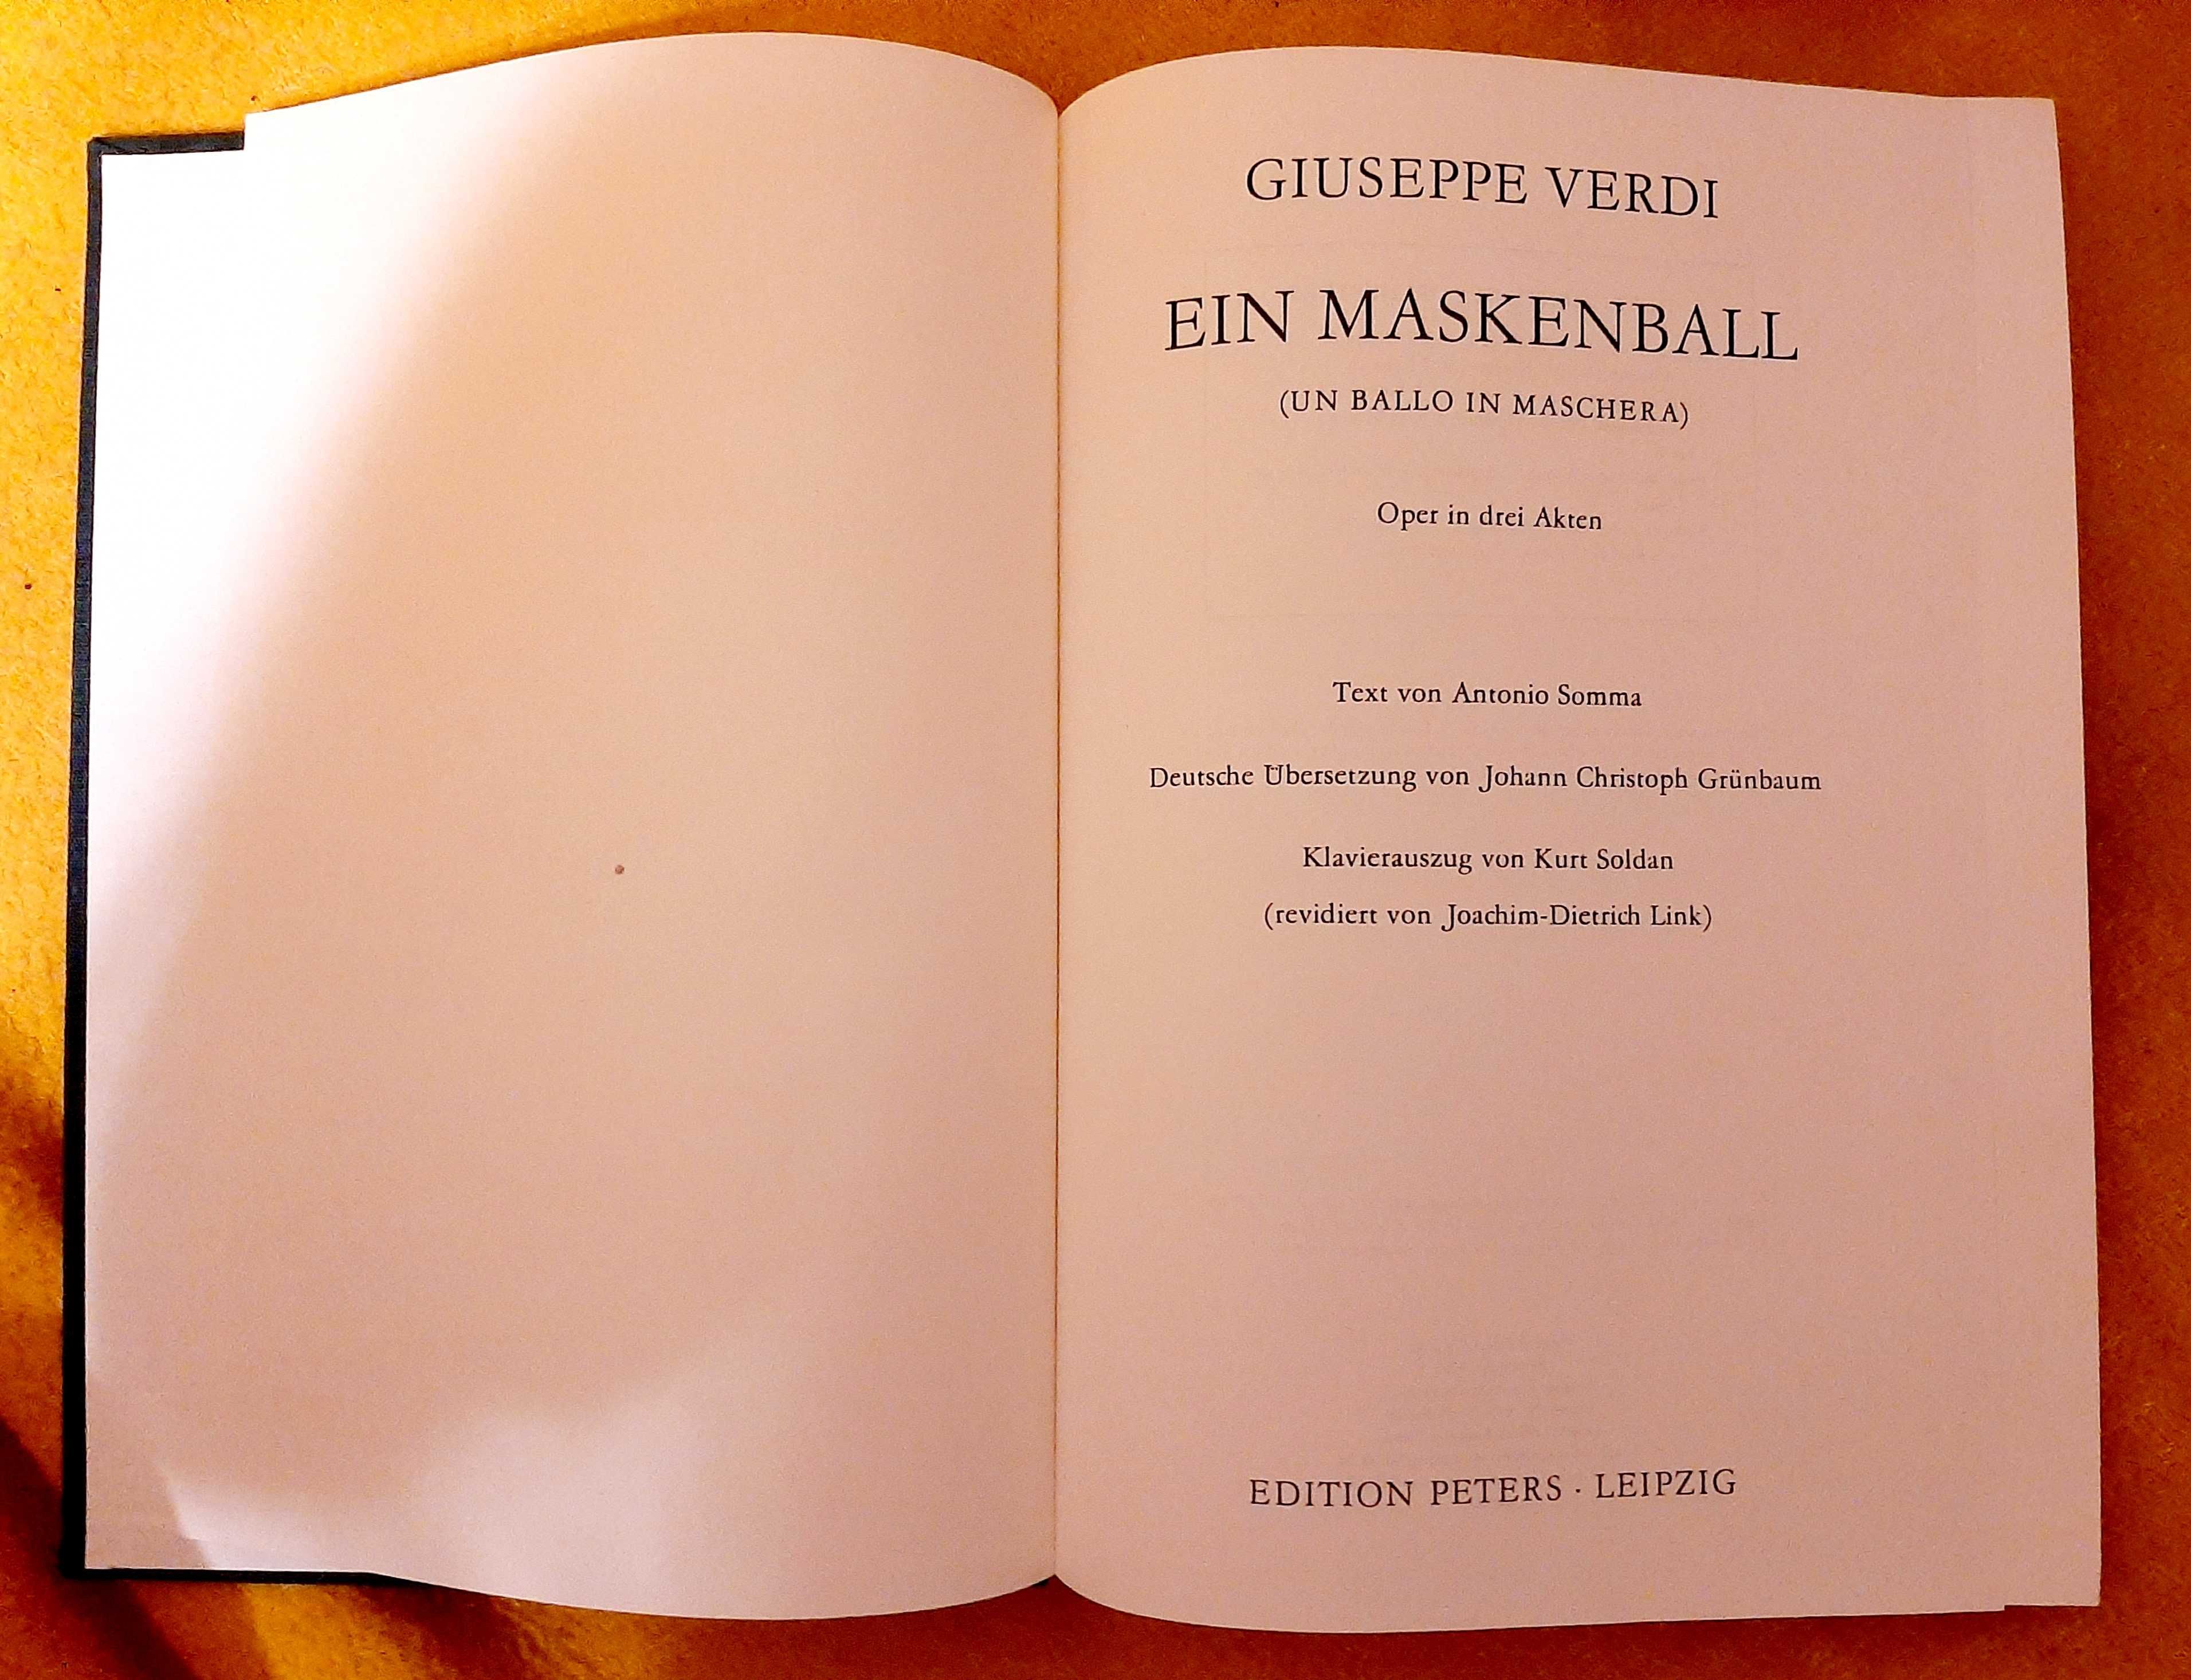 GIUSEPPE VERDI
EIN MASKENBALL
(UN BALLO IN MASCHERA)
Oper in drei Akten
Text von Antonio Somma
Deutsche Übersetzung von Johann Christoph Grünbaum
Klavierauszug von Kurt Soldan
(revidiert von Joachim-Dietrich Link)
EDITION PETERS · LEIPZIG